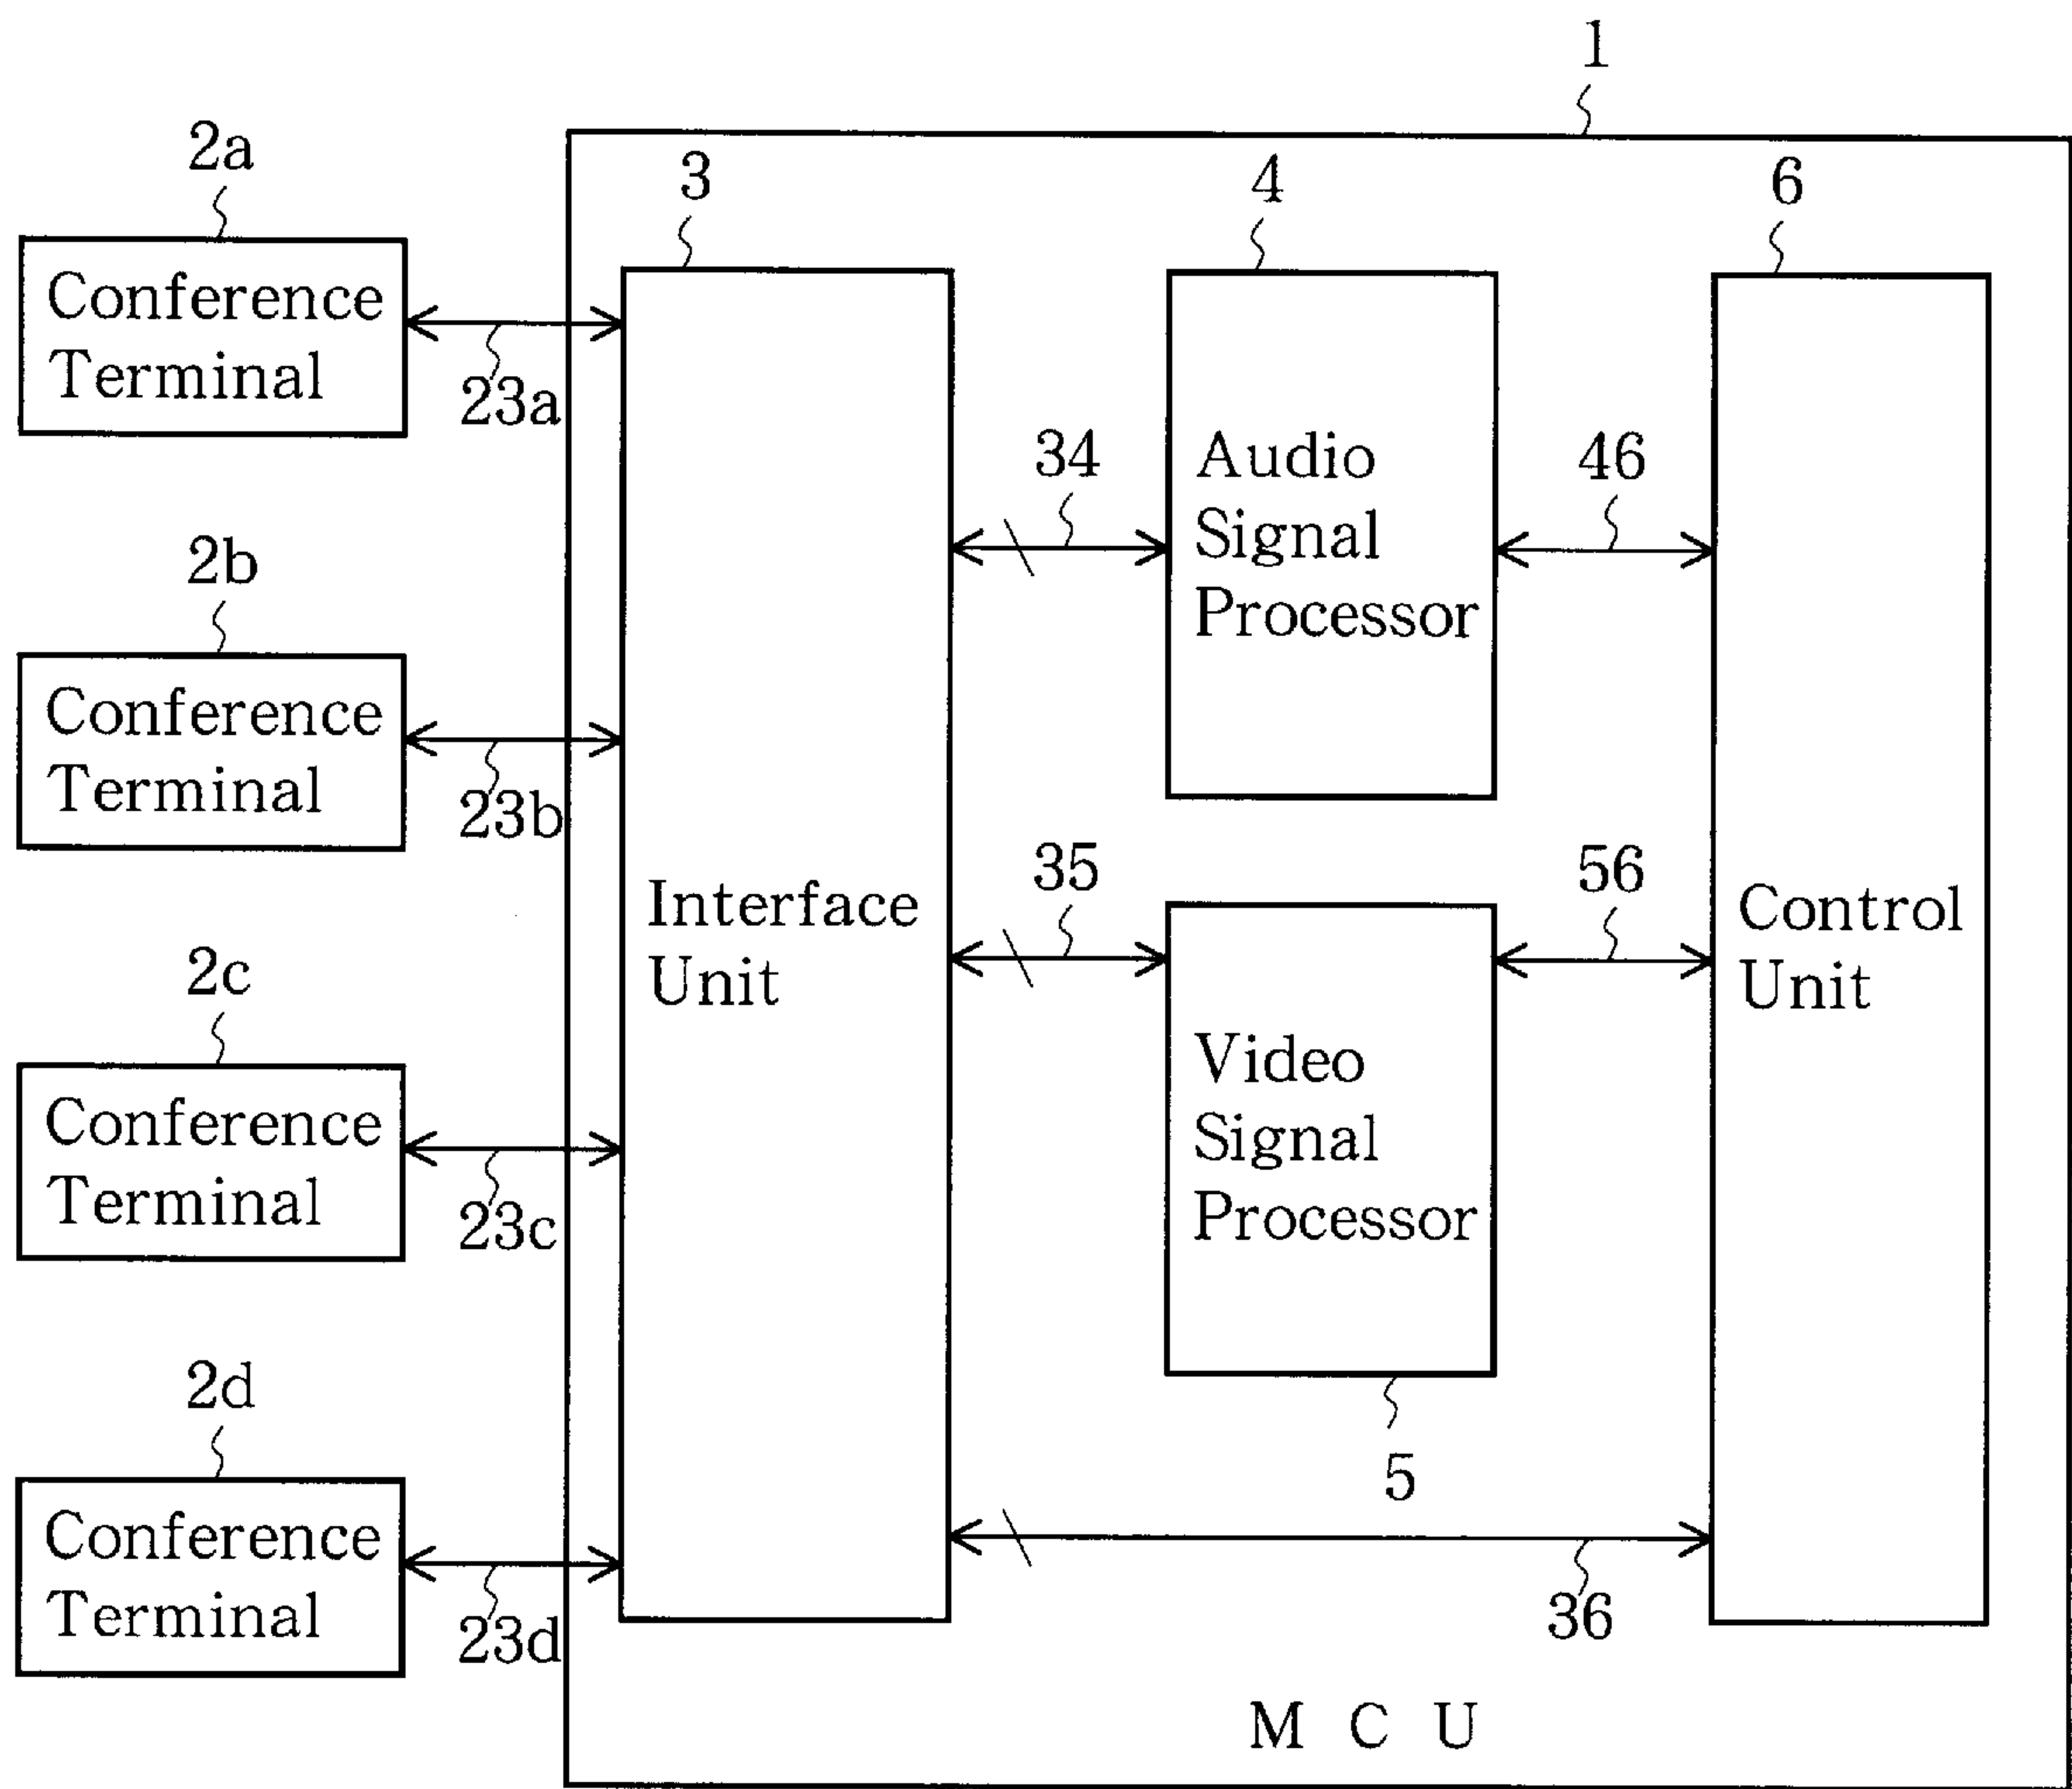 1
2a
3
4
6
Conference
Terminal
23a
34
Audio
Signal
Processor
46
2b
Conference
Terminal
23b
35
56
Interface
Unit
Control
Unit
2c
Conference
Terminal
23c
Video
Signal
Processor
2d
5
Conference
Terminal
23d
36
M C U